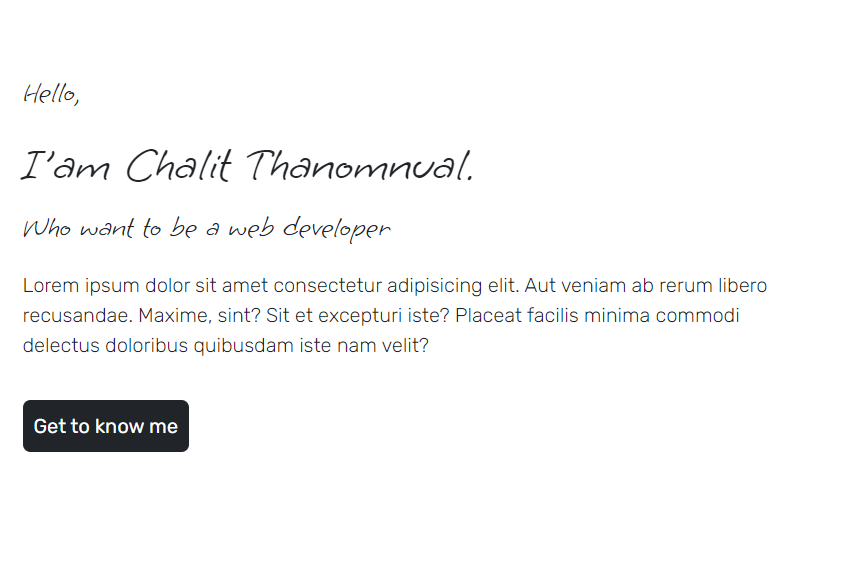 Hello,
I'am Chalit Thanomnual.
Who want to be a web developer
Lorem ipsum dolor sit amet consectetur adipisicing elit. Aut veniam ab rerum libero
recusandae. Maxime, sint? Sit et excepturi iste? Placeat facilis minima commodi
delectus doloribus quibusdam iste nam velit?
Get to know me